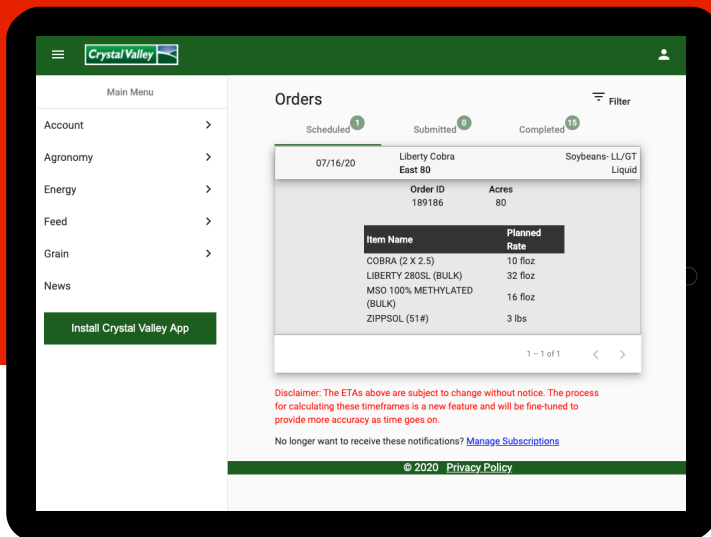 Crystal Valley
Main Menu
Account
Agronomy
Energy
Feed
Grain
News
Install Crystal Valley App
Orders
Filter
Scheduled 1 Submitted 0 Completed 15
07/16/20 Liberty Cobra Soybeans- LL/GT
East 80 Liquid
Order ID Acres
189186 80
Item Name Planned Rate
COBRA (2 X 2.5) 10 floz
LIBERTY 280SL (BULK) 32 floz
MSO 100% METHYLATED (BULK) 16 floz
ZIPPSOL (51#) 3 lbs
1 – 1 of 1
Disclaimer: The ETAs above are subject to change without notice. The process
for calculating these timeframes is a new feature and will be fine-tuned to
provide more accuracy as time goes on.
No longer want to receive these notifications? Manage Subscriptions
© 2020 Privacy Policy